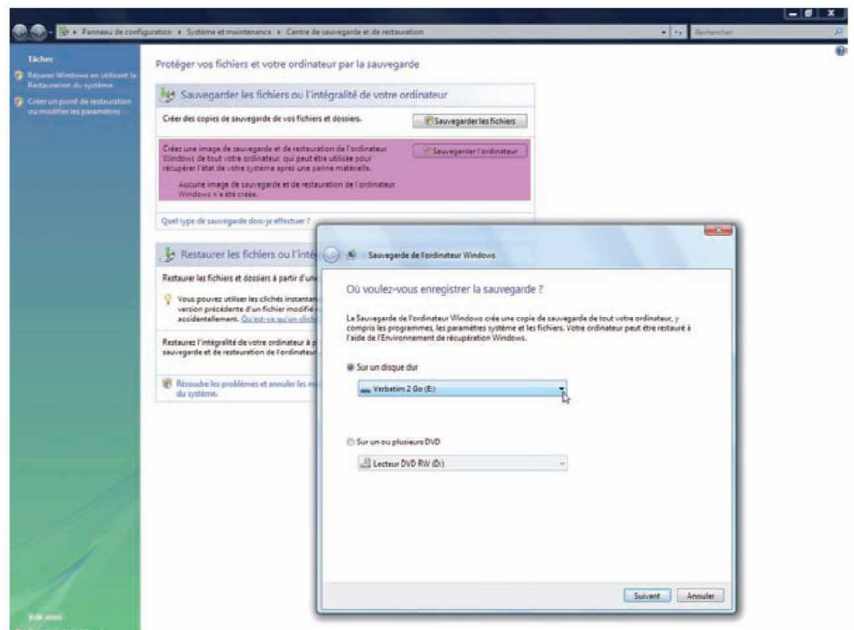 Panneau de configuration ▸ Système et maintenance ▸ Centre de sauvegarde et de restauration
Rechercher
Tâches
Réparer Windows en utilisant la
Restauration du système
Créer un point de restauration
ou modifier les paramètres
Protéger vos fichiers et votre ordinateur par la sauvegarde
Sauvegarder les fichiers ou l'intégralité de votre ordinateur
Créer des copies de sauvegarde de vos fichiers et dossiers.
Sauvegarder les fichiers
Créez une image de sauvegarde et de restauration de l'ordinateur
Windows de tout votre ordinateur, qui peut être utilisée pour
récupérer l'état de votre système après une panne matérielle.
Sauvegarder l'ordinateur
Aucune image de sauvegarde et de restauration de l'ordinateur
Windows n'a été créée.
Quel type de sauvegarde dois-je effectuer ?
Restaurer les fichiers ou l'inté
Restaurer les fichiers et dossiers à partir d'une
Vous pouvez utiliser les clichés instantan
version précédente d'un fichier modifié
accidentellement. Qu'est-ce qu'un clich
Restaurez l'intégralité de votre ordinateur à p
sauvegarde et de restauration de l'ordinateur
Résoudre les problèmes et annuler les m
du système.
Voir aussi
Sauvegarde de l'ordinateur Windows
Où voulez-vous enregistrer la sauvegarde ?
La Sauvegarde de l'ordinateur Windows crée une copie de sauvegarde de tout votre ordinateur, y
compris les programmes, les paramètres système et les fichiers. Votre ordinateur peut être restauré à
l'aide de l'Environnement de récupération Windows.
Sur un disque dur
Verbatim 2 Go (E:)
Sur un ou plusieurs DVD
Lecteur DVD RW (D:)
Suivant
Annuler